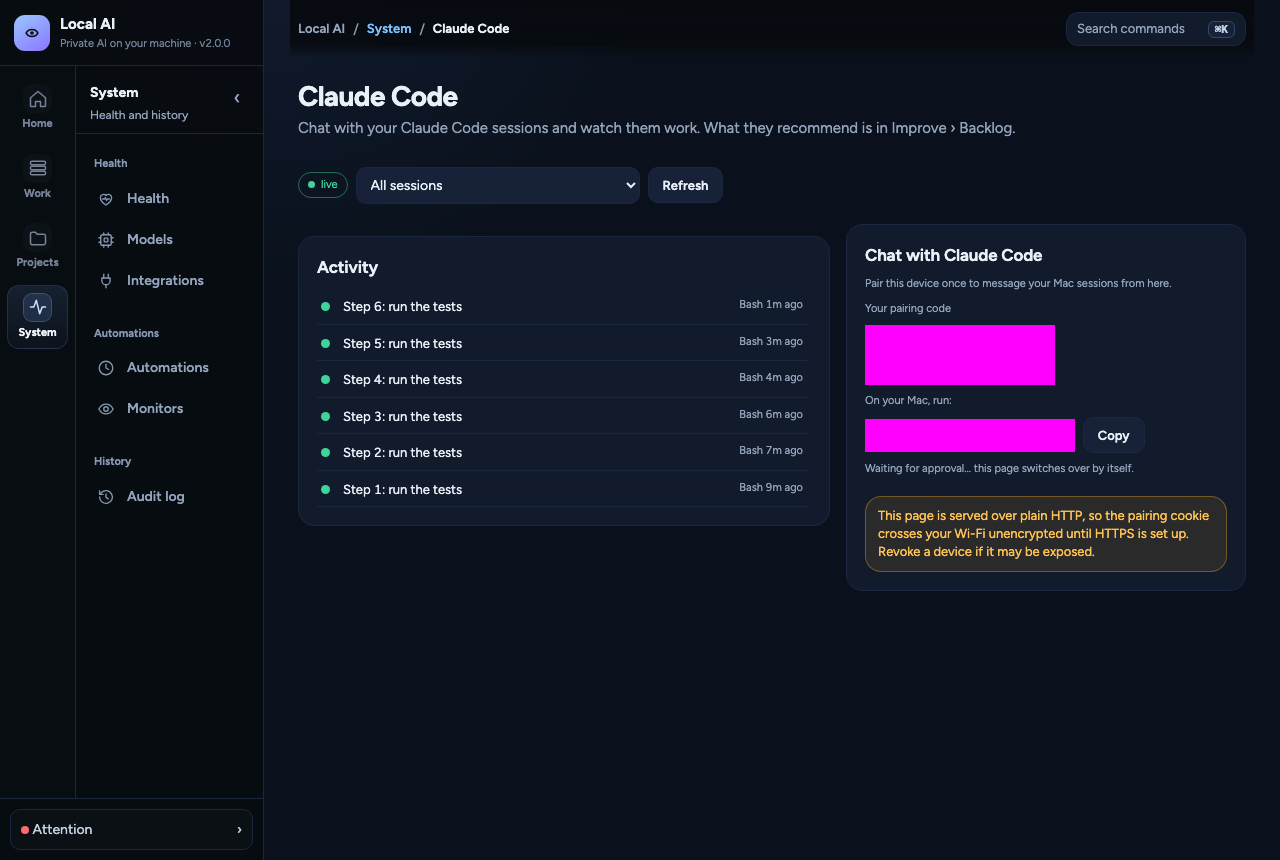 Local AI
Private AI on your machine · v2.0.0
Home
Work
Projects
System
System
Health and history
‹
Health
Health
Models
Integrations
Automations
Automations
Monitors
History
Audit log
Attention ›
Local AI / System / Claude Code
Search commands ⌘K
Claude Code
Chat with your Claude Code sessions and watch them work. What they recommend is in Improve › Backlog.
live
All sessions
Refresh
Activity
Step 6: run the tests Bash 1m ago
Step 5: run the tests Bash 3m ago
Step 4: run the tests Bash 4m ago
Step 3: run the tests Bash 6m ago
Step 2: run the tests Bash 7m ago
Step 1: run the tests Bash 9m ago
Chat with Claude Code
Pair this device once to message your Mac sessions from here.
Your pairing code
On your Mac, run:
Copy
Waiting for approval... this page switches over by itself.
This page is served over plain HTTP, so the pairing cookie
crosses your Wi-Fi unencrypted until HTTPS is set up.
Revoke a device if it may be exposed.